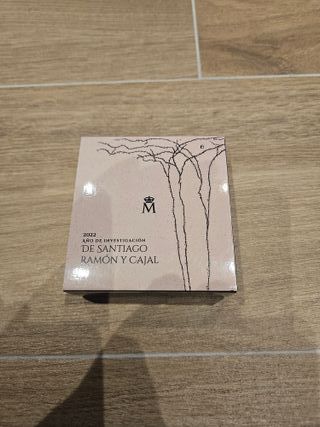 M
2022
AÑO DE INVESTIGACIÓN
DE SANTIAGO
RAMÓN Y CAJAL